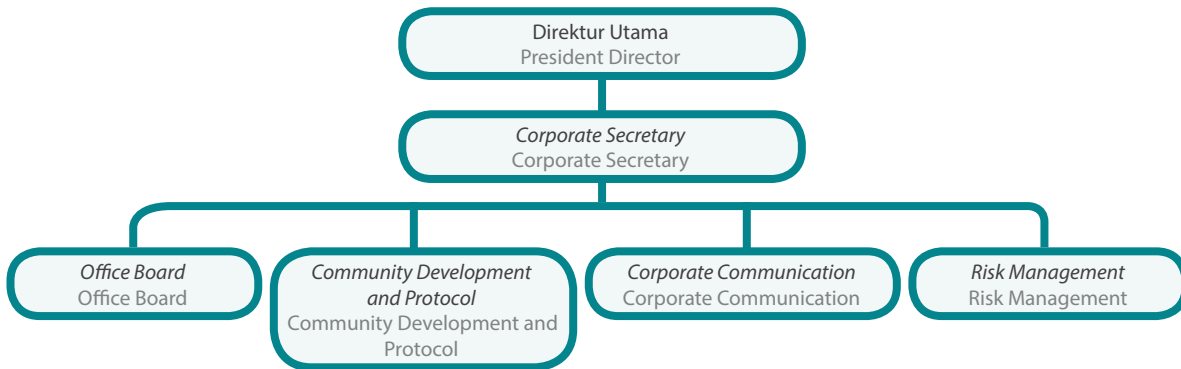 Direktur Utama
President Director
Corporate Secretary
Corporate Secretary
Office Board
Office Board
Community Development
and Protocol
Community Development and
Protocol
Corporate Communication
Corporate Communication
Risk Management
Risk Management